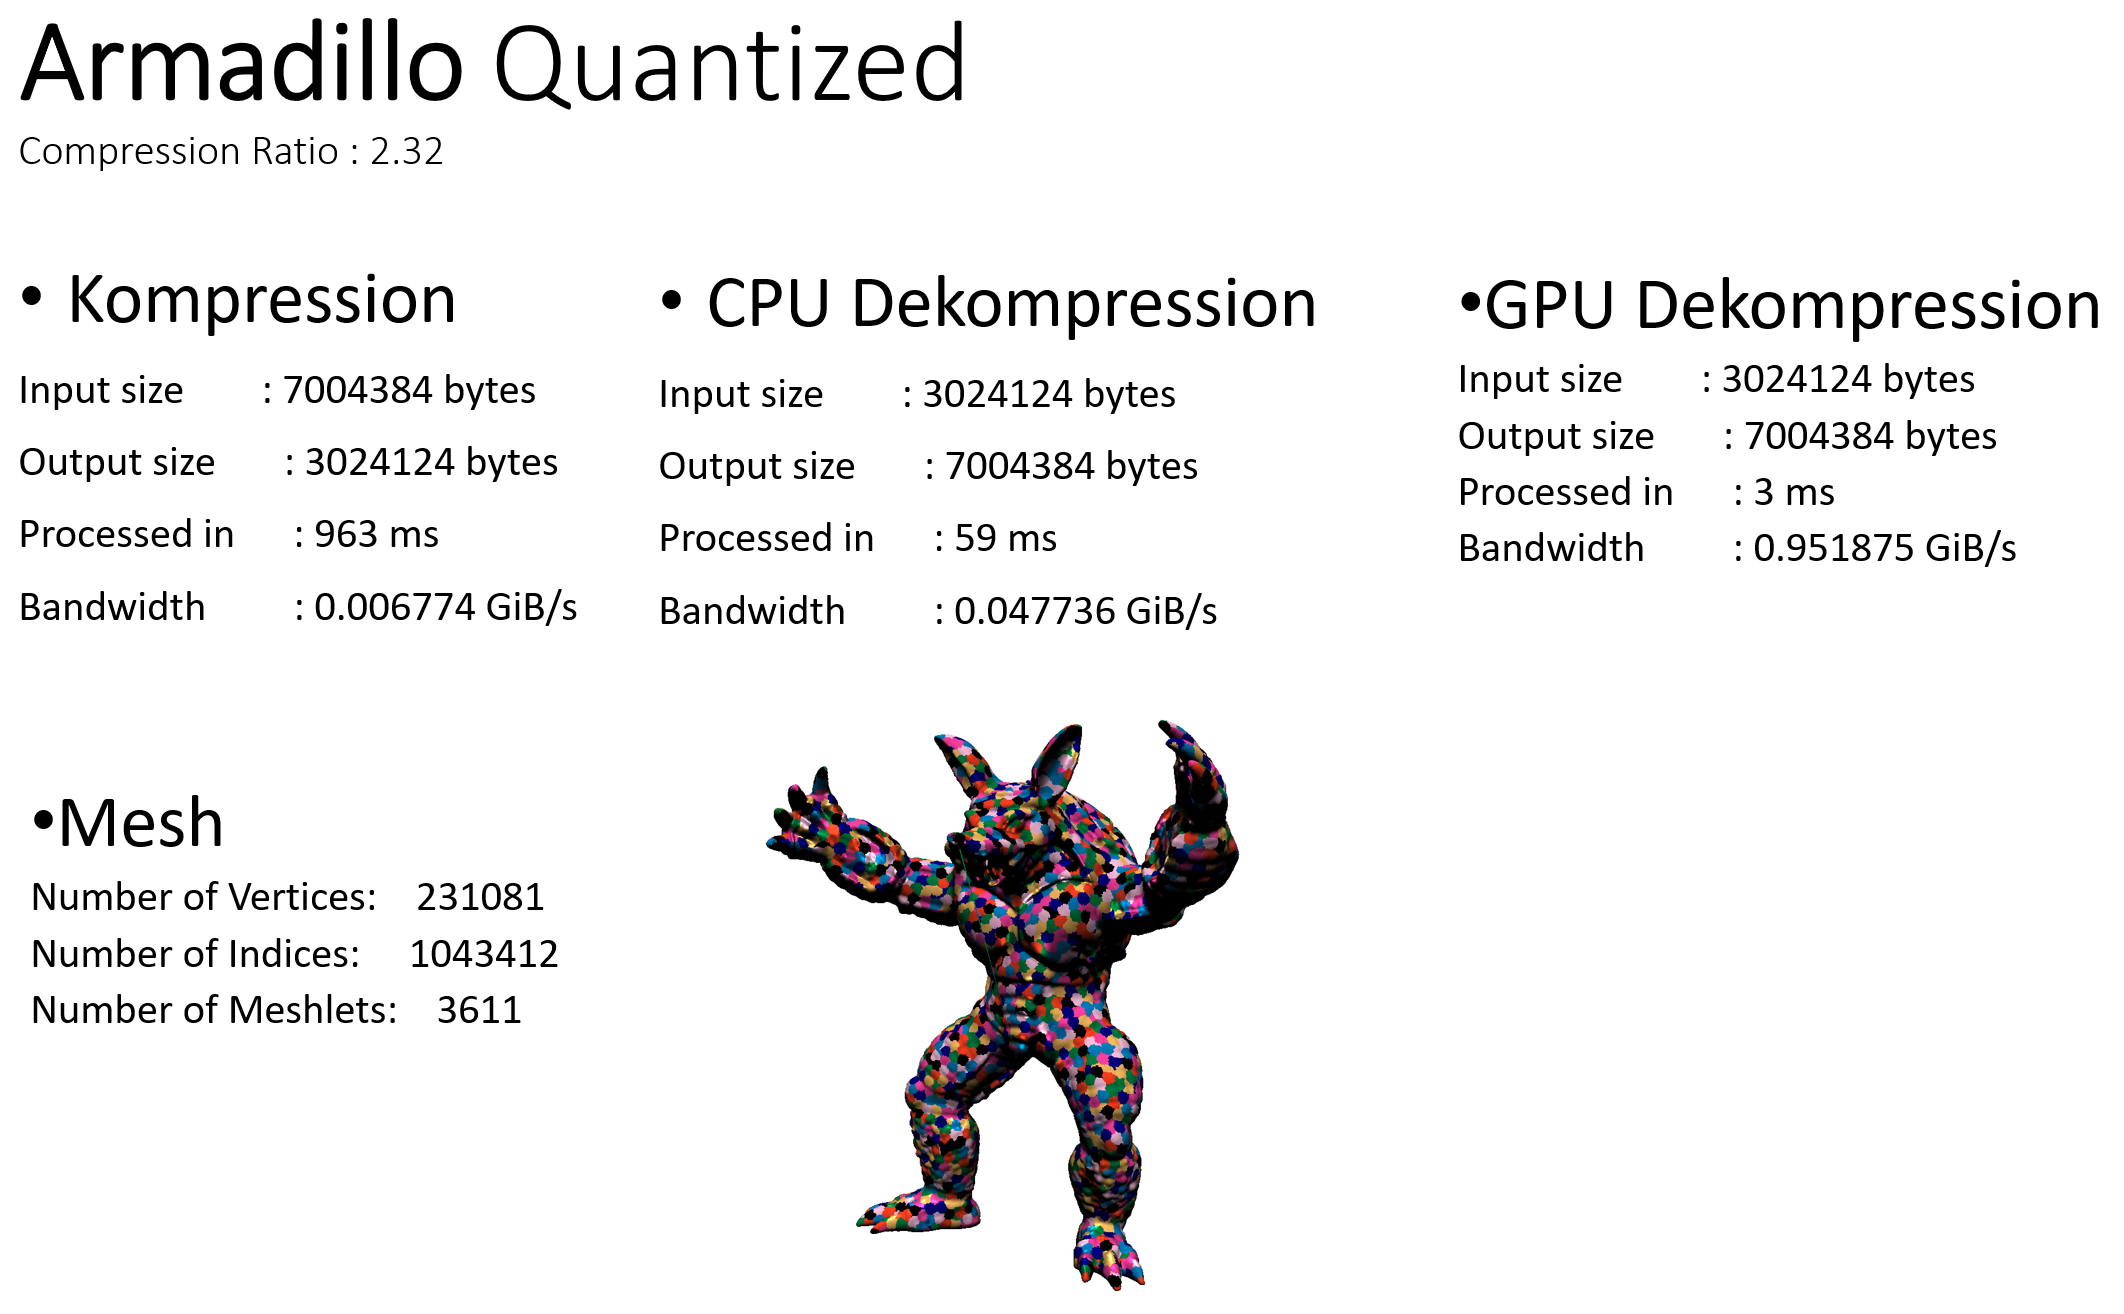 Armadillo Quantized
Compression Ratio : 2.32
• Kompression
Input size : 7004384 bytes
Output size : 3024124 bytes
Processed in : 963 ms
Bandwidth : 0.006774 GiB/s
• CPU Dekompression
Input size : 3024124 bytes
Output size : 7004384 bytes
Processed in : 59 ms
Bandwidth : 0.047736 GiB/s
•GPU Dekompression
Input size : 3024124 bytes
Output size : 7004384 bytes
Processed in : 3 ms
Bandwidth : 0.951875 GiB/s
•Mesh
Number of Vertices: 231081
Number of Indices: 1043412
Number of Meshlets: 3611